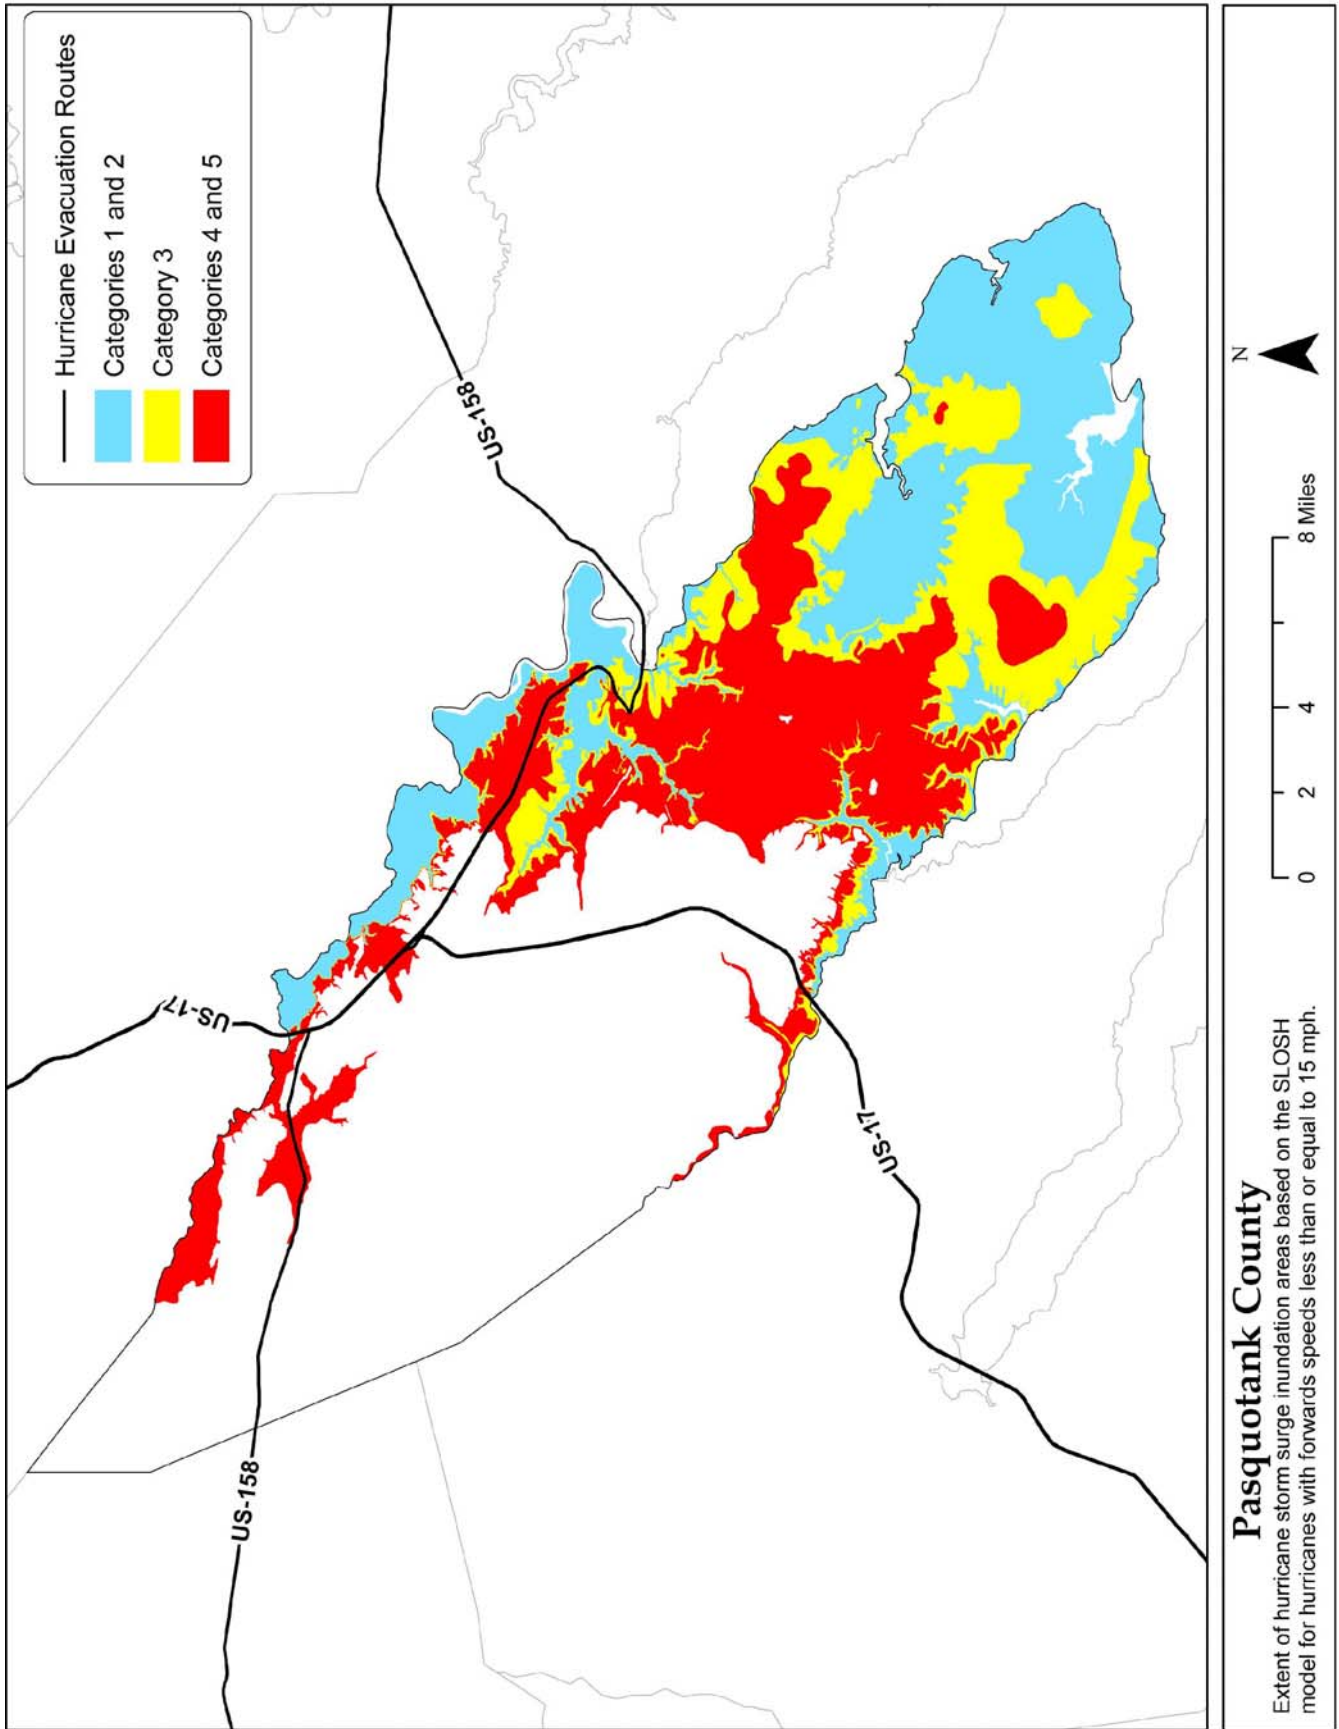 Hurricane Evacuation Routes
Categories 1 and 2
Category 3
Categories 4 and 5
US-17
US-158
US-158
US-17
Pasquotank County
Extent of hurricane storm surge inundation areas based on the SLOSH
model for hurricanes with forwards speeds less than or equal to 15 mph.
0 2 4 8 Miles
N